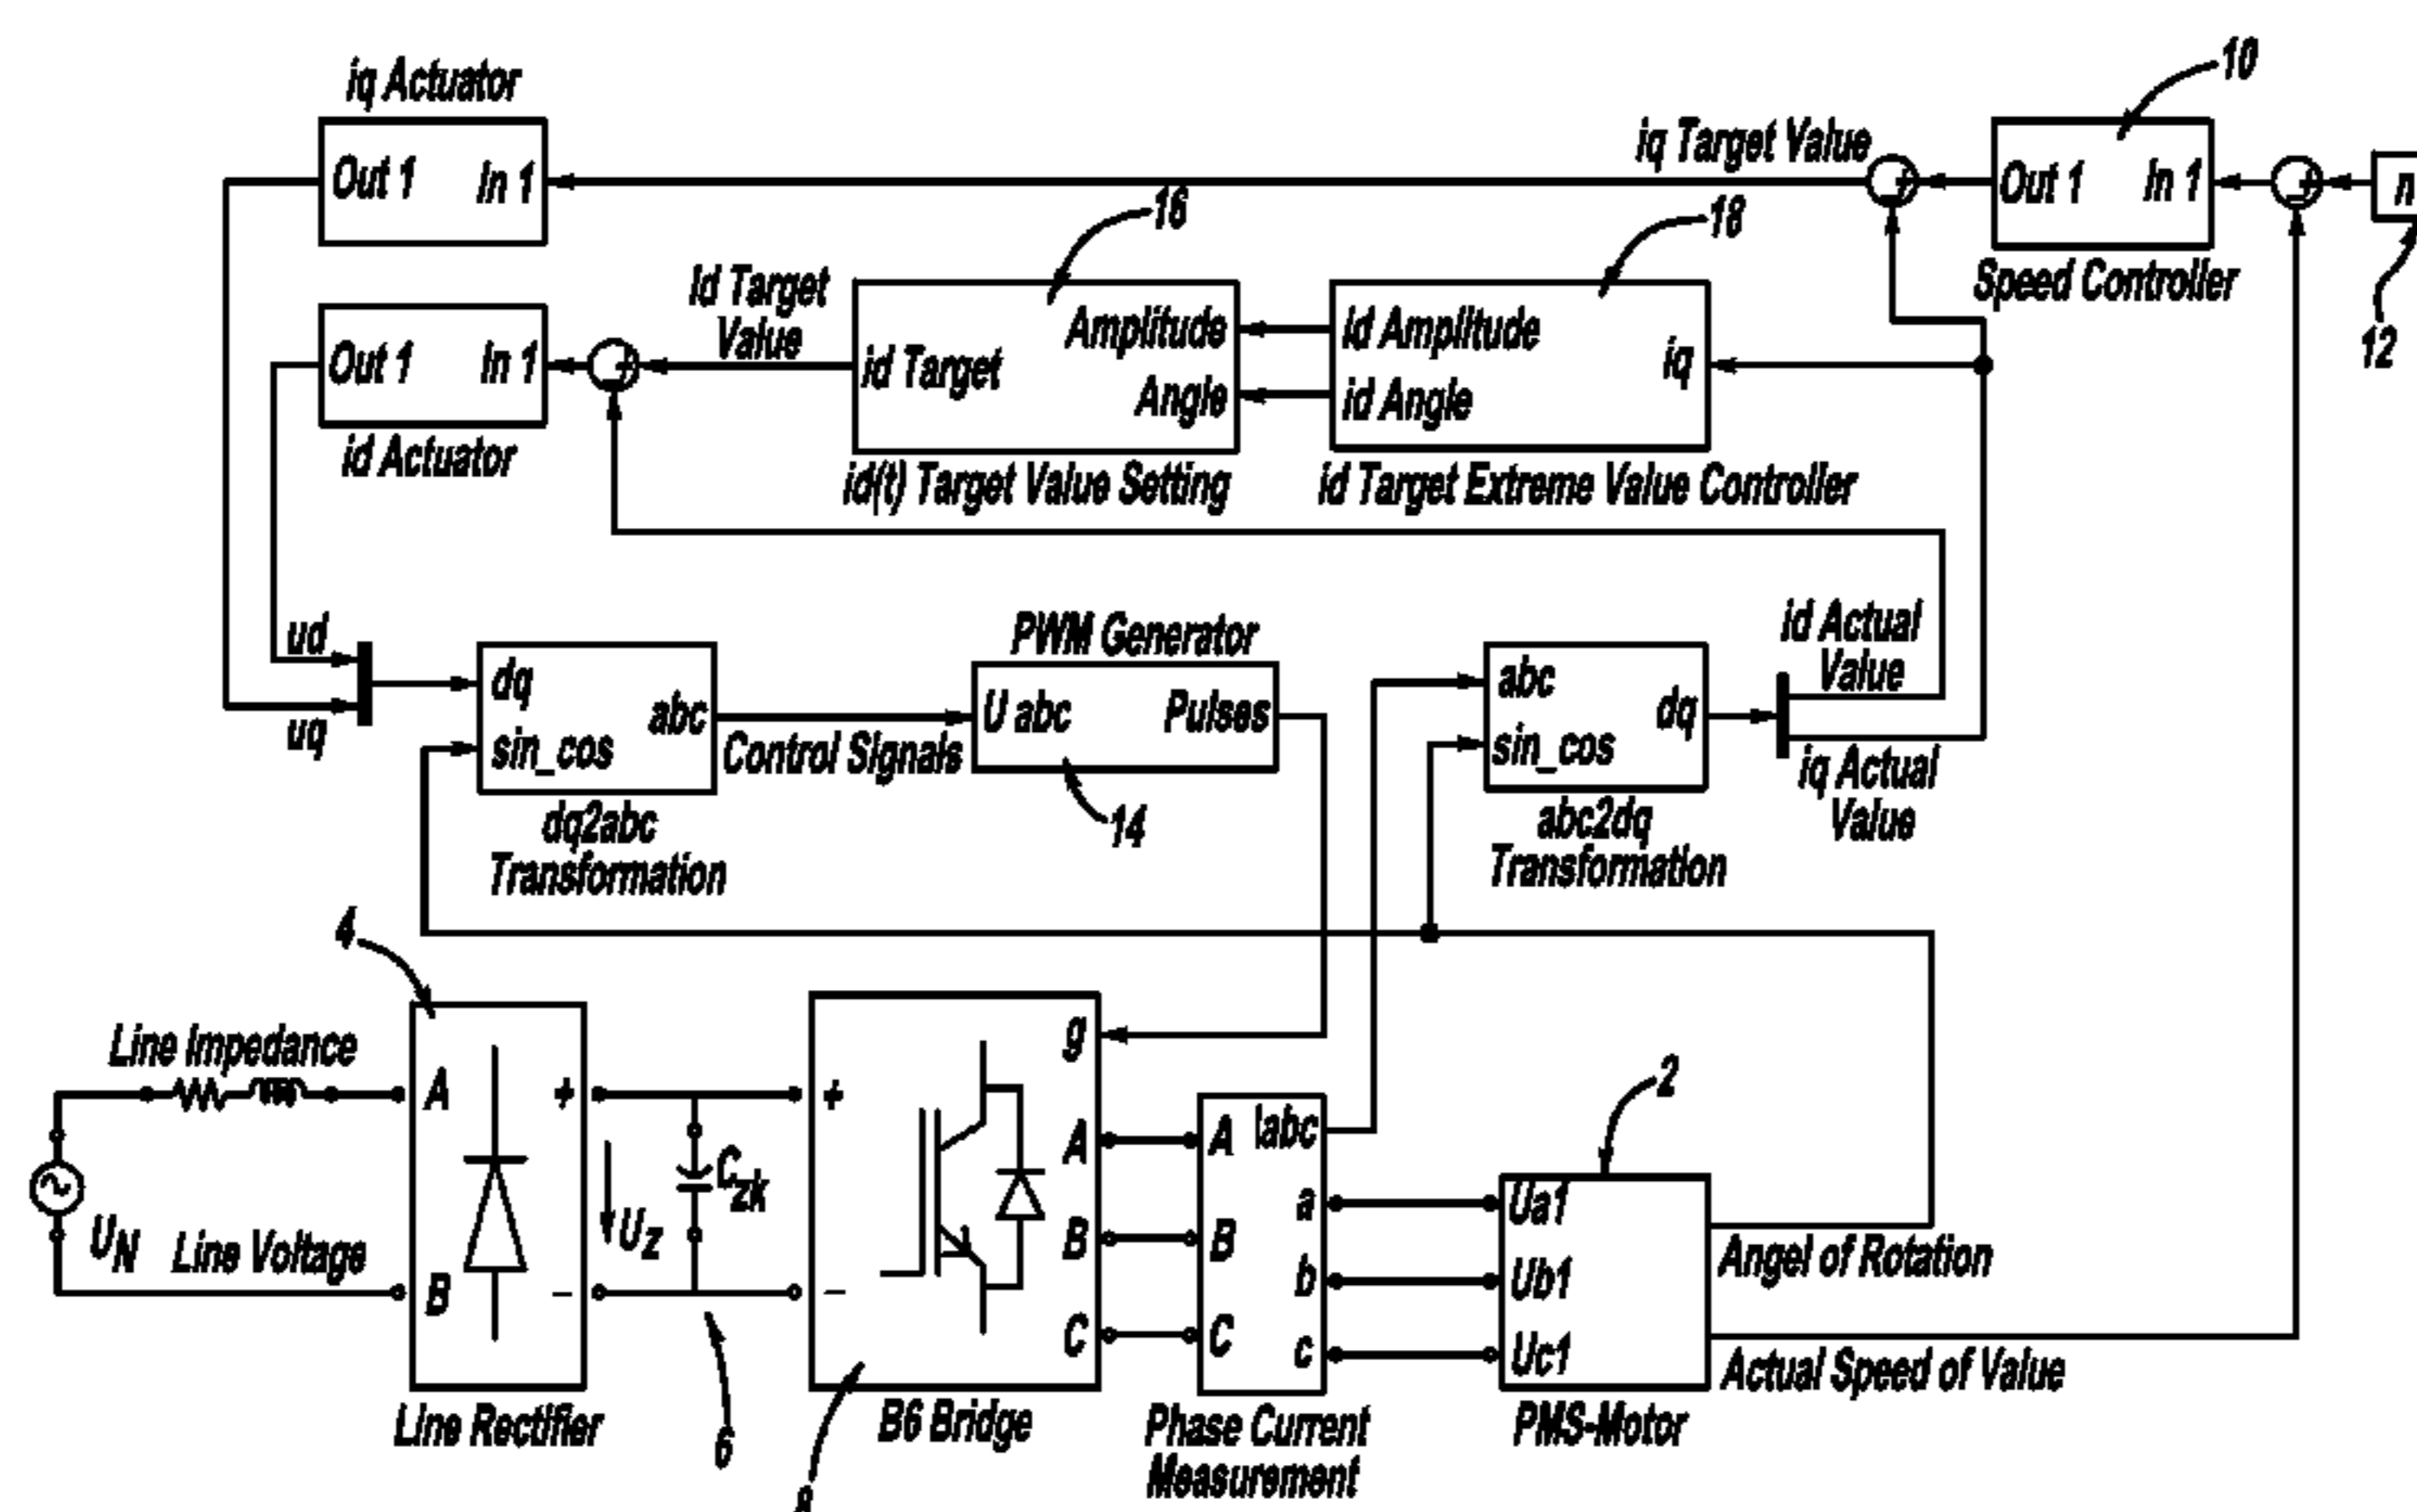 10
iq Actuator
iq Target Value
Out 1
In 1
Out 1
In 1
n
16
18
Speed Controller
12
Id Target
Value
Amplitude
id Amplitude
Out 1
In 1
id Target
iq
Angle
id Angle
id Actuator
id(t) Target Value Setting
id Target Extreme Value Controller
ud
uq
dq
abc
sin_cos
dq2abc
Transformation
Control Signals
PWM Generator
U abc
Pulses
14
abc
dq
sin_cos
abc2dq
Transformation
id Actual
Value
iq Actual
Value
4
Line Impedance
A
+
B
–
UN
Line Voltage
Uz
Czk
Line Rectifier
6
+
–
g
A
B
C
B6 Bridge
A
B
C
Iabc
a
b
c
Phase Current
Measurement
2
Ua1
Ub1
Uc1
PMS-Motor
Angel of Rotation
Actual Speed of Value